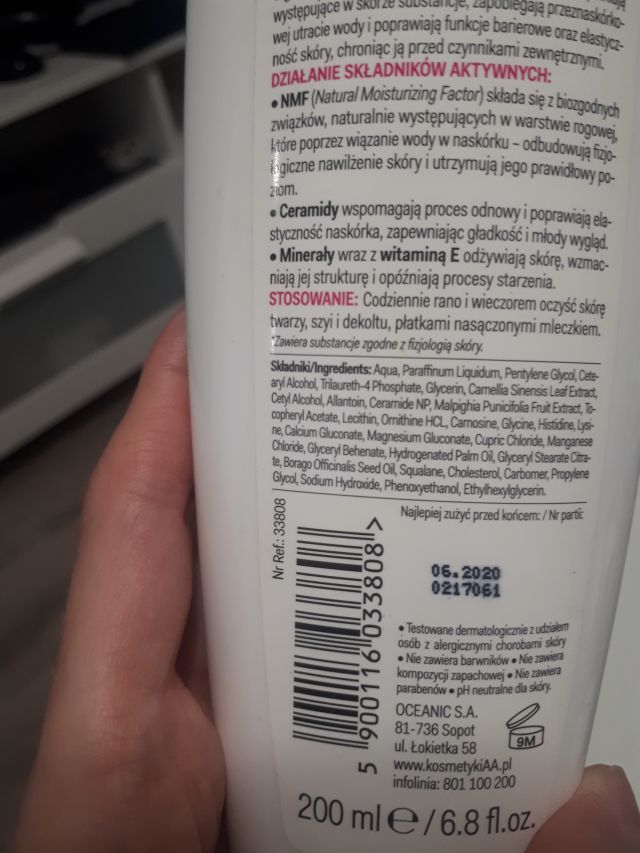 występujące w skórze substancje, zapobiegają przeznaskórko-
wej utracie wody i poprawiają funkcje barierowe oraz elastycz-
ność skóry, chroniąc ją przed czynnikami zewnętrznymi.
DZIAŁANIE SKŁADNIKÓW AKTYWNYCH:
• NMF (Natural Moisturizing Factor) składa się z biozgodnych
związków, naturalnie występujących w warstwie rogowej,
które poprzez wiązanie wody w naskórku – odbudowują fizjo-
logiczne nawilżenie skóry i utrzymują jego prawidłowy po-
ziom.
• Ceramidy wspomagają proces odnowy i poprawiają ela-
styczność naskórka, zapewniając gładkość i młody wygląd.
• Minerały wraz z witaminą E odżywiają skórę, wzmac-
niają jej strukturę i opóźniają procesy starzenia.
STOSOWANIE: Codziennie rano i wieczorem oczyść skórę
twarzy, szyi i dekoltu, płatkami nasączonymi mleczkiem.
*Zawiera substancje zgodne z fizjologią skóry.
Składniki/Ingredients: Aqua, Paraffinum Liquidum, Pentylene Glycol, Cete-
aryl Alcohol, Trilaureth-4 Phosphate, Glycerin, Camellia Sinensis Leaf Extract,
Cetyl Alcohol, Allantoin, Ceramide NP, Malpighia Punicifolia Fruit Extract, To-
copheryl Acetate, Lecithin, Ornithine HCL, Carnosine, Glycine, Histidine, Lysi-
ne, Calcium Gluconate, Magnesium Gluconate, Cupric Chloride, Manganese
Chloride, Glyceryl Behenate, Hydrogenated Palm Oil, Glyceryl Stearate Citra-
te, Borago Officinalis Seed Oil, Squalane, Cholesterol, Carbomer, Propylene
Glycol, Sodium Hydroxide, Phenoxyethanol, Ethylhexylglycerin.
Najlepiej zużyć przed końcem: / Nr partii:
Nr Ref.: 33808
5 900116 033808 >
06.2020
0217061
• Testowane dermatologicznie z udziałem
osób z alergicznymi chorobami skóry
• Nie zawiera barwników • Nie zawiera
kompozycji zapachowej • Nie zawiera
parabenów • pH neutralne dla skóry.
OCEANIC S.A.
81-736 Sopot
ul. Łokietka 58
www.kosmetykiAA.pl
infolinia: 801 100 200
9M
200 ml e / 6.8 fl.oz.